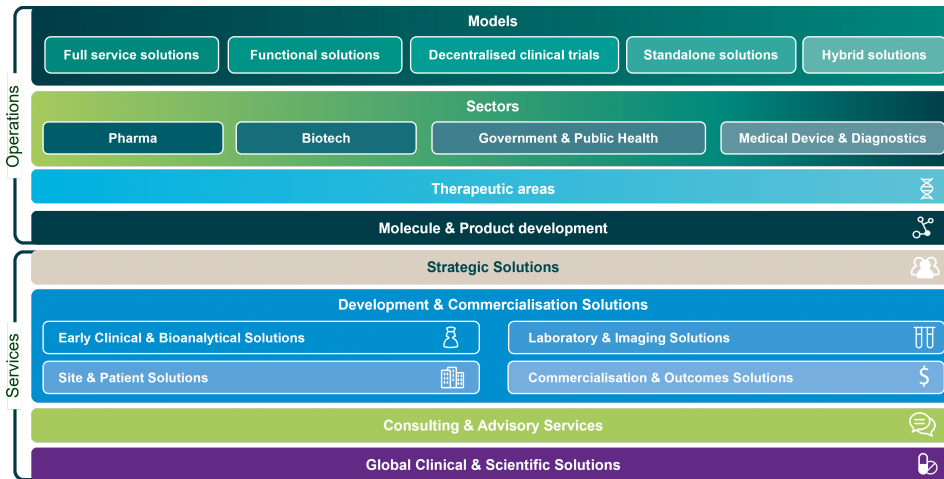 Operations
Models
Full service solutions
Functional solutions
Decentralised clinical trials
Standalone solutions
Hybrid solutions
Sectors
Pharma
Biotech
Government & Public Health
Medical Device & Diagnostics
Therapeutic areas
Molecule & Product development
Services
Strategic Solutions
Development & Commercialisation Solutions
Early Clinical & Bioanalytical Solutions
Laboratory & Imaging Solutions
Site & Patient Solutions
Commercialisation & Outcomes Solutions
$
Consulting & Advisory Services
Global Clinical & Scientific Solutions